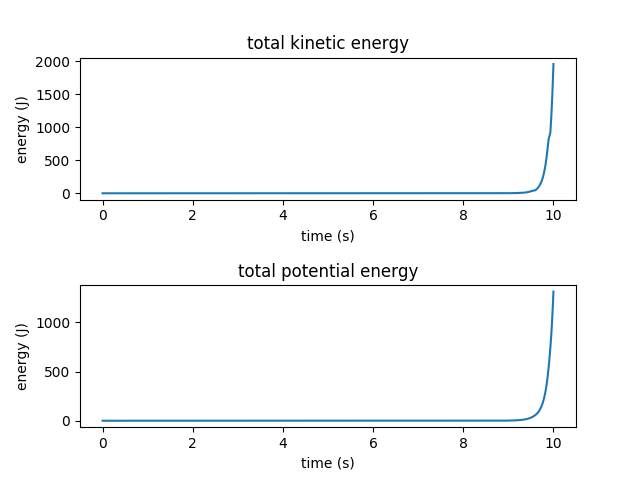 total kinetic energy
2000
1500
1000
500
0
energy (J)
0 2 4 6 8 10
time (s)
total potential energy
1000
500
0
energy (J)
0 2 4 6 8 10
time (s)